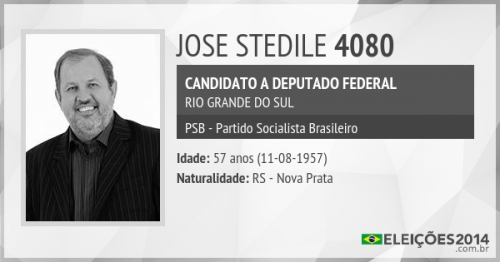 JOSE STEDILE 4080
CANDIDATO A DEPUTADO FEDERAL
RIO GRANDE DO SUL
PSB - Partido Socialista Brasileiro
Idade: 57 anos (11-08-1957)
Naturalidade: RS - Nova Prata
ELEIÇÕES2014
.com.br